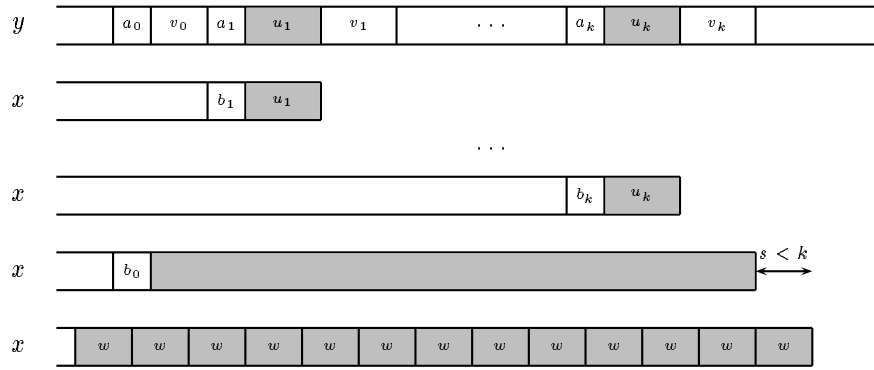 y a₀ v₀ a₁ u₁ v₁ . . . aₖ uₖ vₖ
x b₁ u₁
. . .
x bₖ uₖ
s < k
x b₀
x w w w w w w w w w w w w w